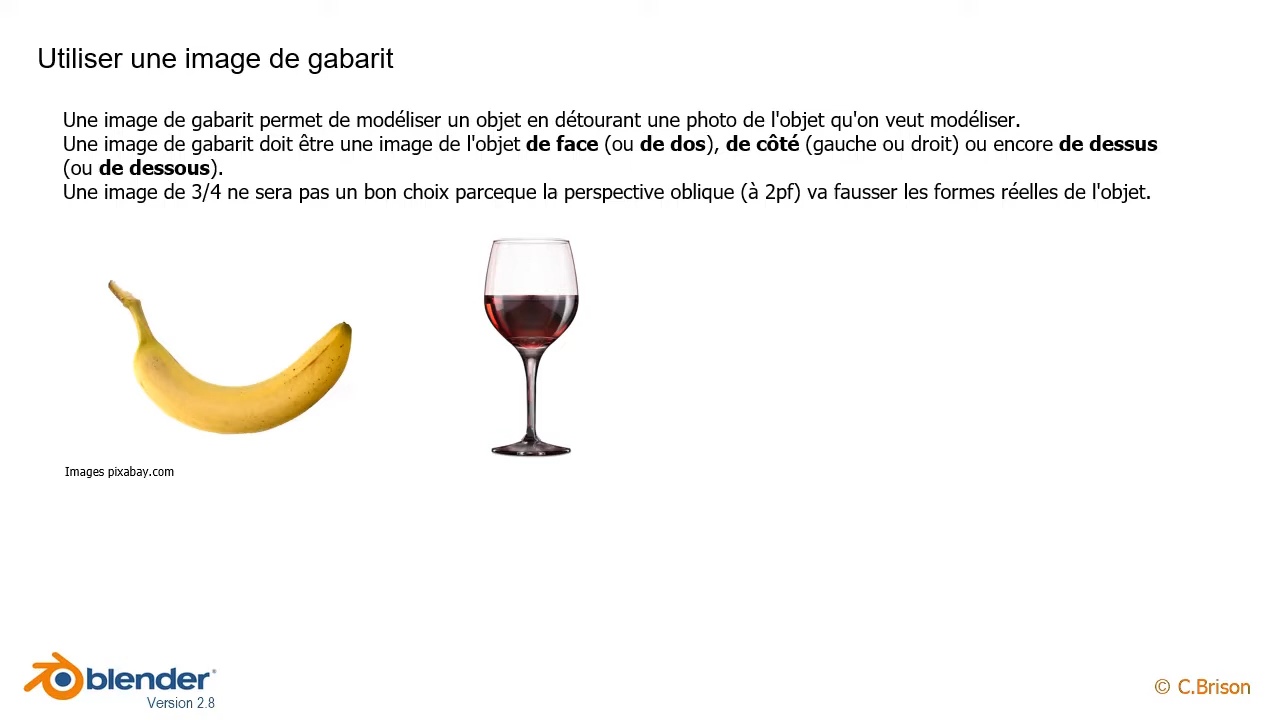 Utiliser une image de gabarit
Une image de gabarit permet de modéliser un objet en détourant une photo de l'objet qu'on veut modéliser.
Une image de gabarit doit être une image de l'objet de face (ou de dos), de côté (gauche ou droit) ou encore de dessus
(ou de dessous).
Une image de 3/4 ne sera pas un bon choix parceque la perspective oblique (à 2pf) va fausser les formes réelles de l'objet.
Images pixabay.com
blender®
Version 2.8
© C.Brison